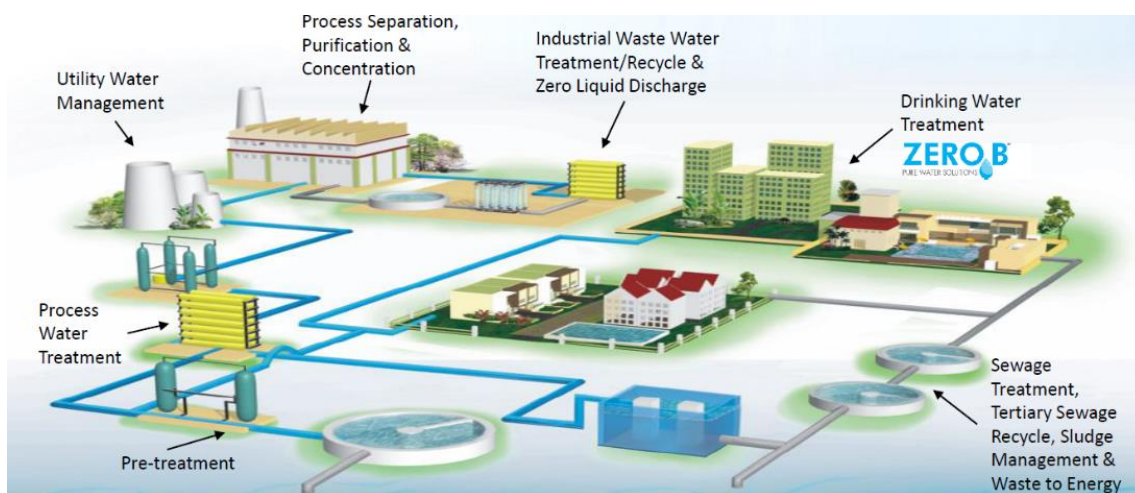 Process Separation,
Purification &
Concentration
Industrial Waste Water
Treatment/Recycle &
Zero Liquid Discharge
Utility Water
Management
Drinking Water
Treatment
ZERO B
PURE WATER SOLUTIONS
Process
Water
Treatment
Pre-treatment
Sewage
Treatment,
Tertiary Sewage
Recycle, Sludge
Management &
Waste to Energy